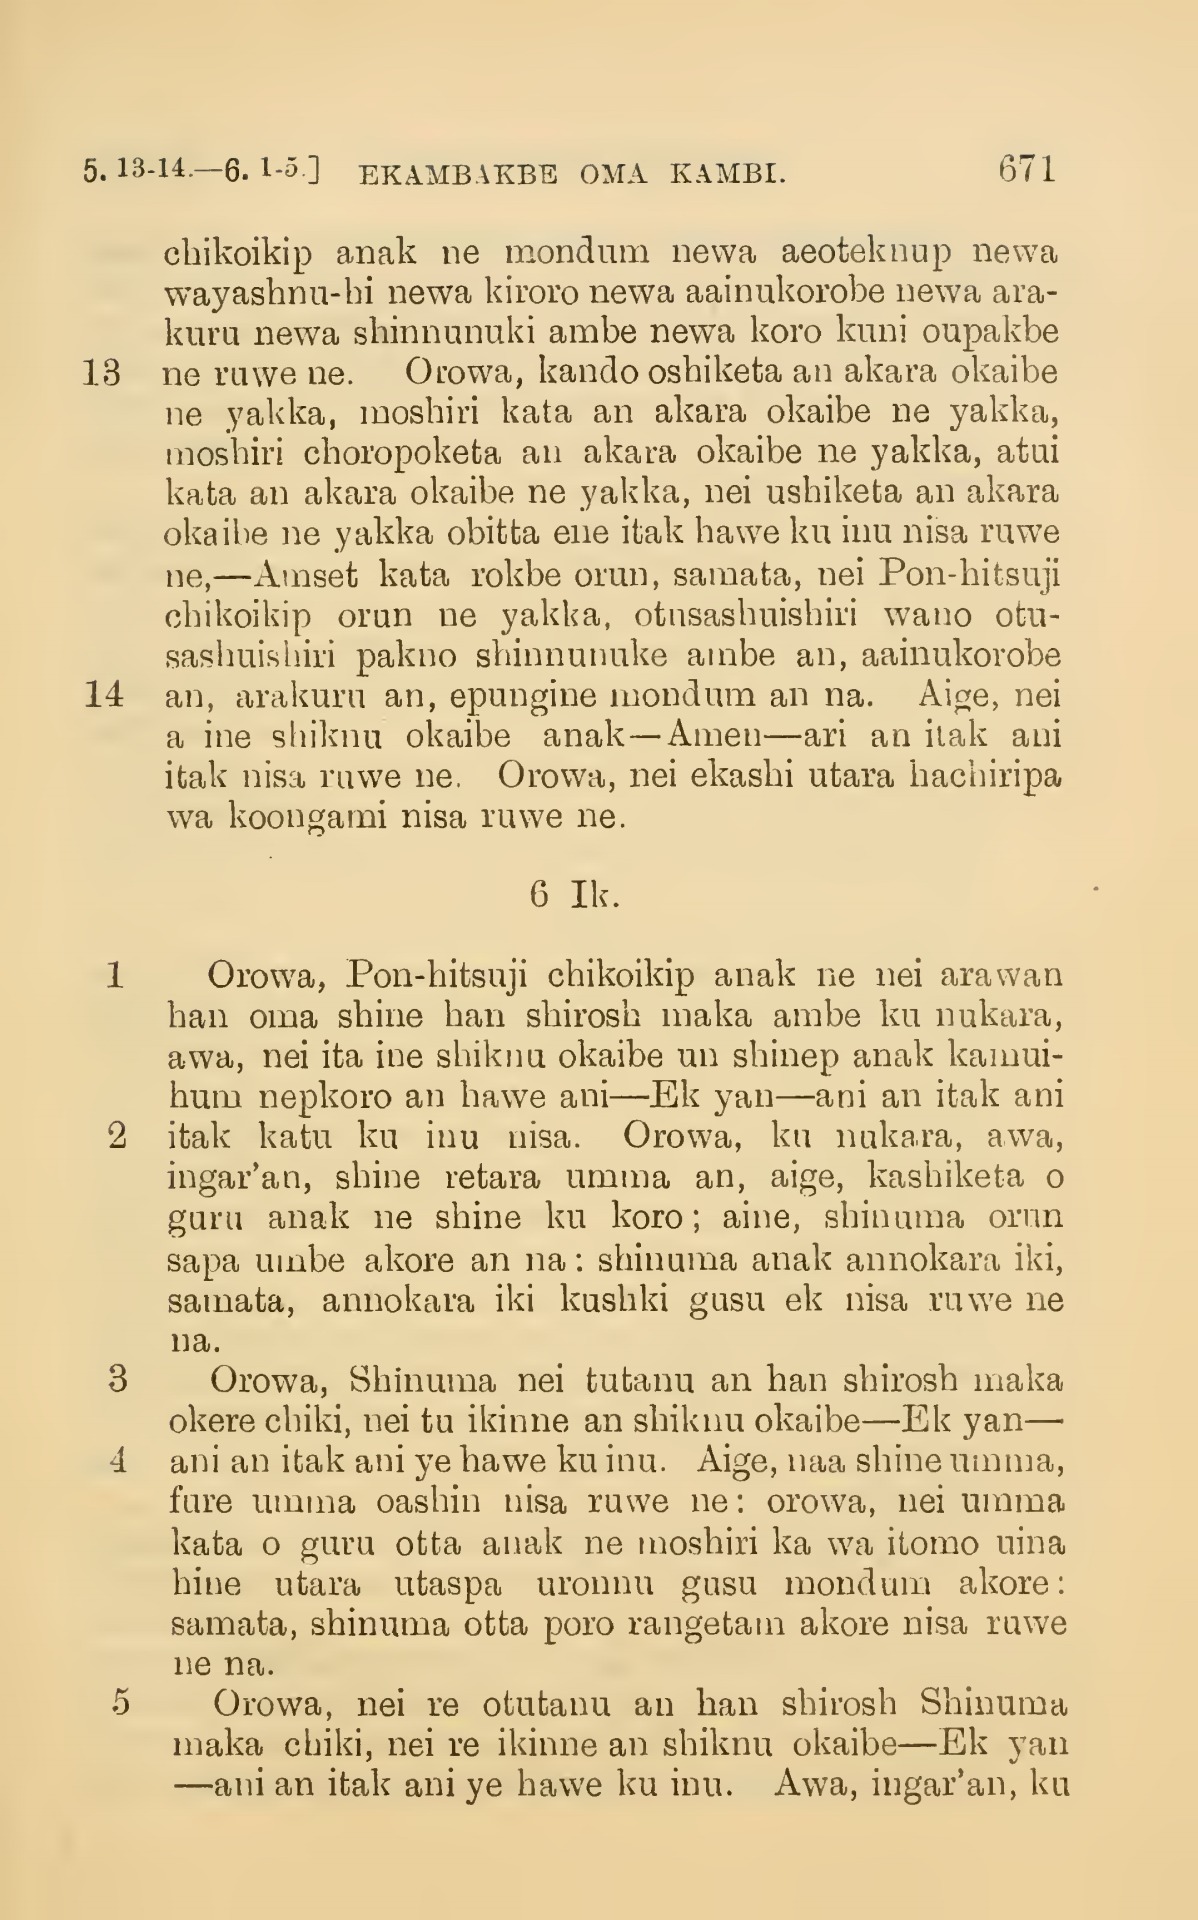 5. 13-14.—6. 1-5.] EKAMBAKBE OMA KAMBI. 671
chikoikip anak ne mondum newa aeoteknup newa
wayashnu-hi newa kiroro newa aainukorobe newa ara-
kuru newa shinnunuki ambe newa koro kuni oupakbe
13 ne ruwe ne. Orowa, kando oshiketa an akara okaibe
ne yakka, moshiri kata an akara okaibe ne yakka,
moshiri choropoketa an akara okaibe ne yakka, atui
kata an akara okaibe ne yakka, nei ushiketa an akara
okaibe ne yakka obitta ene itak hawe ku inu nisa ruwe
ne,—Amset kata rokbe orun, samata, nei Pon-hitsuji
chikoikip orun ne yakka, otusashuishiri wano otu-
sashuishiri pakno shinnunuke ambe an, aainukorobe
14 an, arakuru an, epungine mondum an na. Aige, nei
a ine shiknu okaibe anak—Amen—ari an itak ani
itak nisa ruwe ne. Orowa, nei ekashi utara hachiripa
wa koongami nisa ruwe ne.
6 Ik.
1 Orowa, Pon-hitsuji chikoikip anak ne nei arawan
han oma shine han shirosh maka ambe ku nukara,
awa, nei ita ine shiknu okaibe un shinep anak kamui-
hum nepkoro an hawe ani—Ek yan—ani an itak ani
2 itak katu ku inu nisa. Orowa, ku nukara, awa,
ingar'an, shine retara umma an, aige, kashiketa o
guru anak ne shine ku koro; aine, shinuma orun
sapa umbe akore an na: shinuma anak annokara iki,
samata, annokara iki kushki gusu ek nisa ruwe ne
na.
3 Orowa, Shinuma nei tutanu an han shirosh maka
okere chiki, nei tu ikinne an shiknu okaibe—Ek yan—
4 ani an itak ani ye hawe ku inu. Aige, naa shine umma,
fure umma oashin nisa ruwe ne: orowa, nei umma
kata o guru otta anak ne moshiri ka wa itomo uina
hine utara utaspa uronnu gusu mondum akore:
samata, shinuma otta poro rangetam akore nisa ruwe
ne na.
5 Orowa, nei re otutanu an han shirosh Shinuma
maka chiki, nei re ikinne an shiknu okaibe—Ek yan
—ani an itak ani ye hawe ku inu. Awa, ingar'an, ku